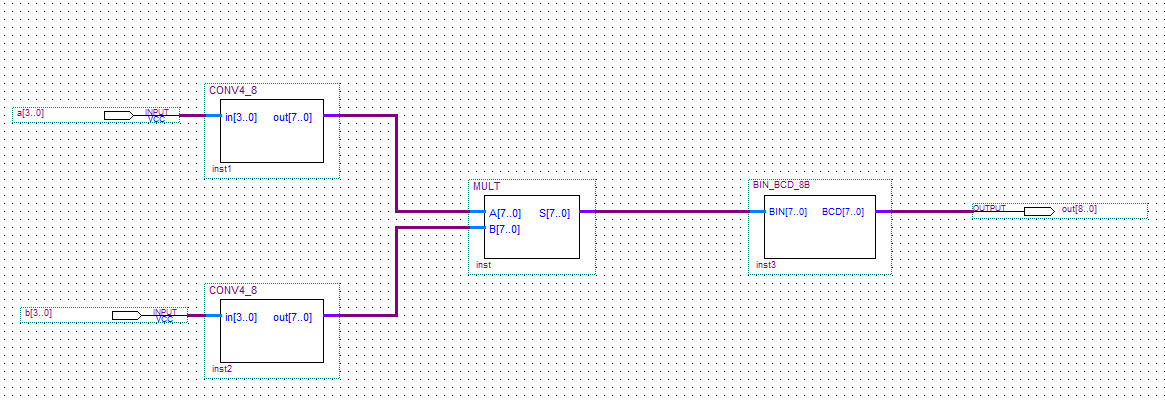 CONV4_8
a[3..0] INPUT
VCC
in[3..0] out[7..0]
inst1
MULT
A[7..0] S[7..0]
B[7..0]
inst
BIN_BCD_8B
BIN[7..0] BCD[7..0]
inst3
OUTPUT out[8..0]
CONV4_8
b[3..0] INPUT
VCC
in[3..0] out[7..0]
inst2